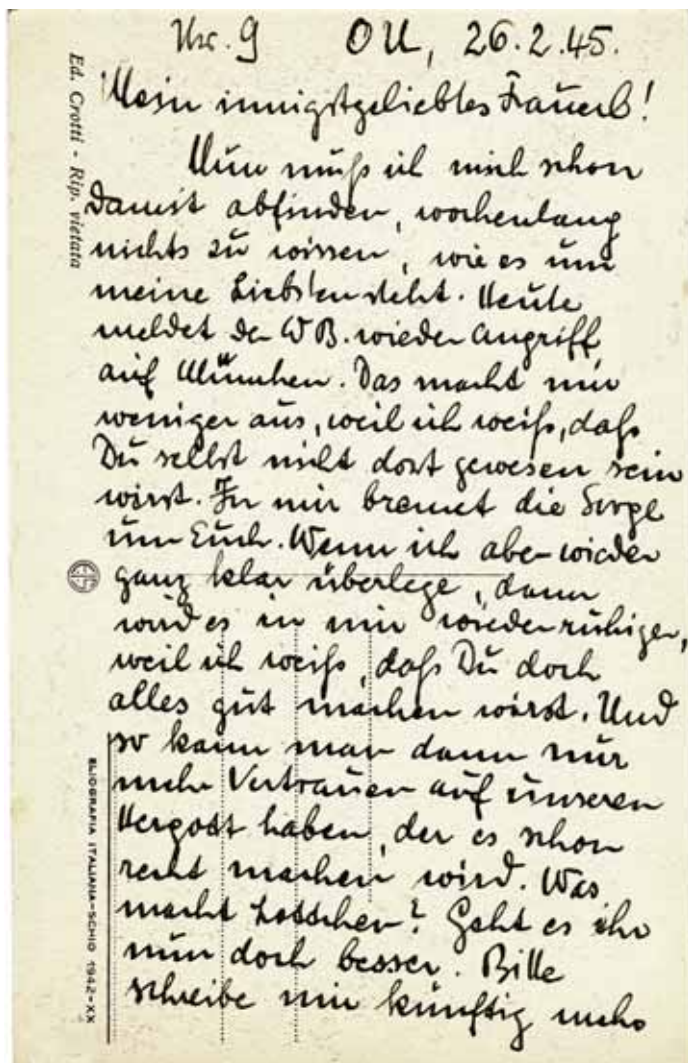 Nr. 9 OU, 26.2.45.
Mein innigstgeliebtes Frauerl!
Nun muß ich mich schon
damit abfinden, wochenlang
nichts zu wissen, wie es um
meine Liebsten steht. Heute
meldet der WB. wieder Angriff
auf München. Das macht mir
weniger aus, weil ich weiß, daß
Du selbst nicht dort gewesen sein
wirst. In mir brennt die Sorge
um Euch. Wenn ich aber wieder
ganz klar überlege, dann
wird es in mir wieder ruhiger,
weil ich weiß, daß Du doch
alles gut machen wirst. Und
so kann man dann nur
mehr Vertrauen auf unseren
Hergott haben, der es schon
recht machen wird. Was
macht Lottchen? Geht es ihr
nun doch besser. Bitte
schreibe mir künftig mehr
Ed. Crotti - Rip. vietata
ELIOGRAFIA ITALIANA-SCHIO 1942-XX